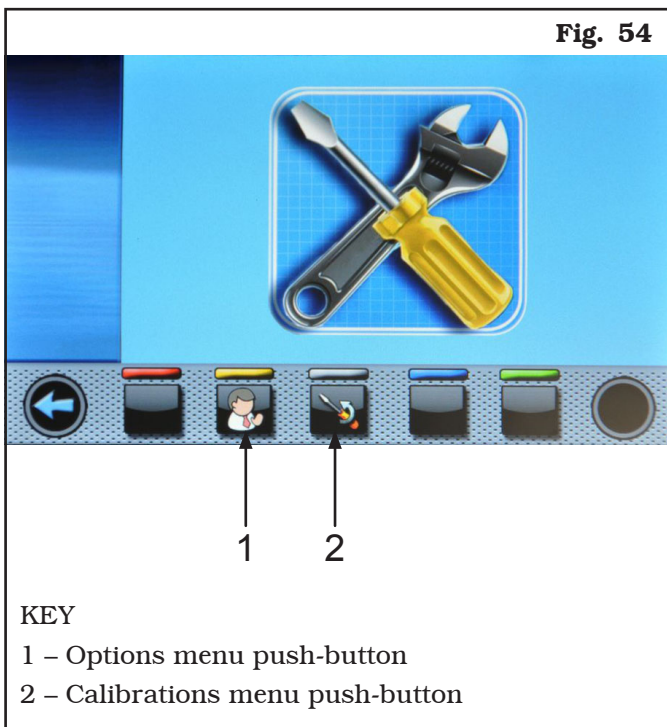 Fig. 54
1 2
KEY
1 – Options menu push-button
2 – Calibrations menu push-button